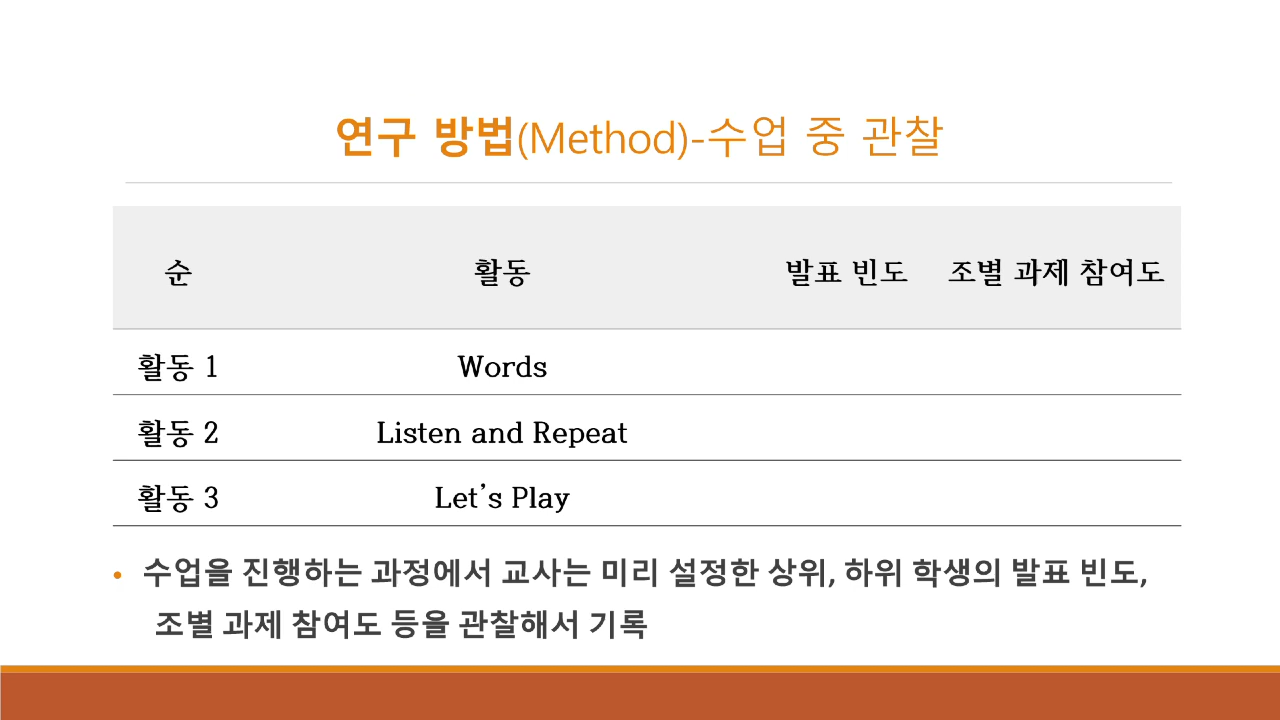 연구 방법(Method)-수업 중 관찰
순 활동 발표 빈도 조별 과제 참여도
활동 1 Words
활동 2 Listen and Repeat
활동 3 Let’s Play
• 수업을 진행하는 과정에서 교사는 미리 설정한 상위, 하위 학생의 발표 빈도,
조별 과제 참여도 등을 관찰해서 기록